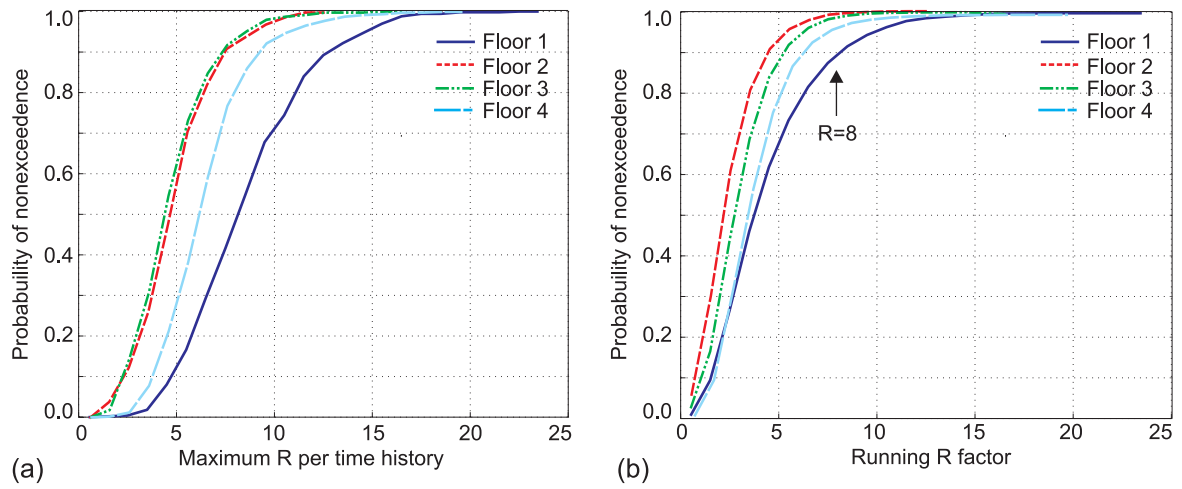 1.0
0.8
0.6
0.4
0.2
0.0
Probabuility of nonexceedence
0
5
10
15
20
25
Maximum R per time history
(a)
Floor 1
Floor 2
Floor 3
Floor 4
1.0
0.8
0.6
0.4
0.2
0.0
Probabuility of nonexceedence
0
5
10
15
20
25
Running R factor
(b)
Floor 1
Floor 2
Floor 3
Floor 4
R=8